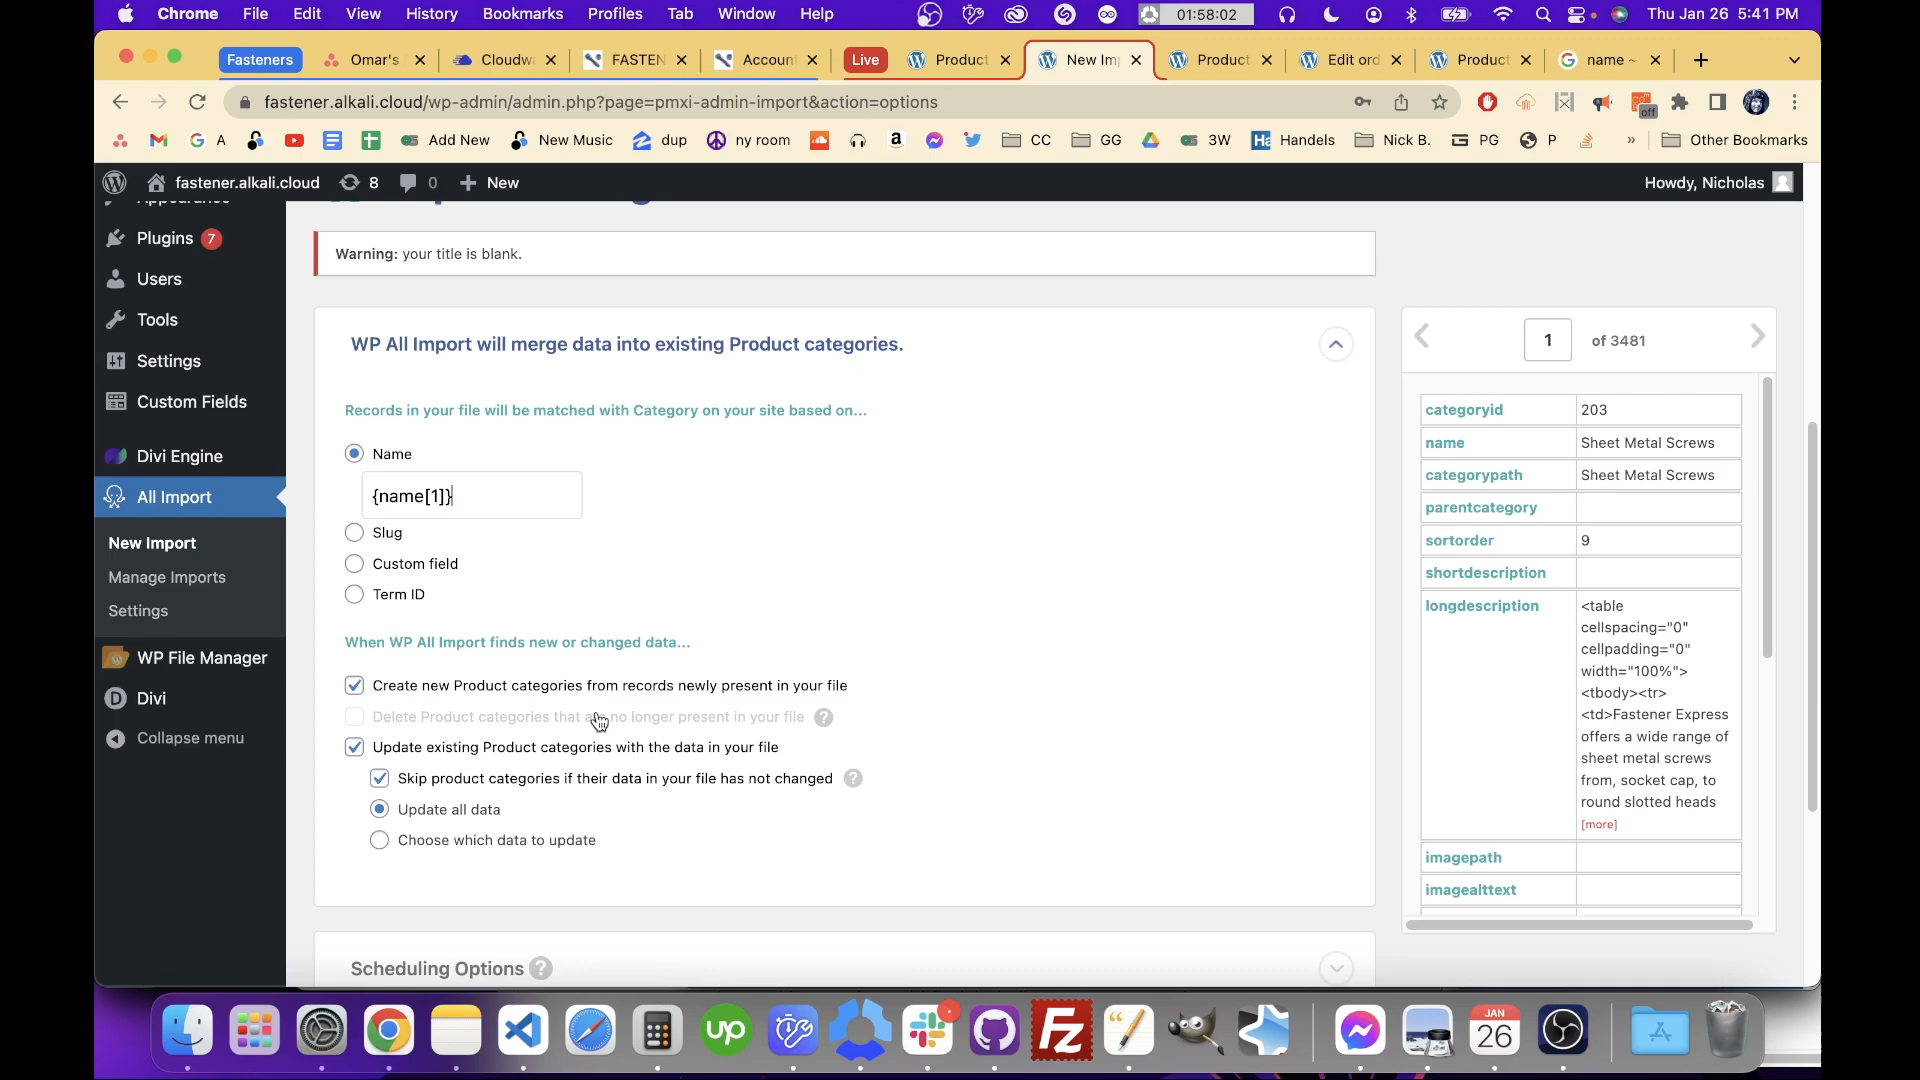 Chrome File Edit View History Bookmarks Profiles Tab Window Help 01:58:02 Thu Jan 26 5:41 PM
Fasteners Omar's Cloudwa FASTEN Account Live Product New Imp Product Edit ord Product name ~
fastener.alkali.cloud/wp-admin/admin.php?page=pmxi-admin-import&action=options off
A Add New New Music dup ny room CC GG 3W Handels Nick B. PG P » Other Bookmarks
fastener.alkali.cloud 8 0 New Howdy, Nicholas
Appearance
Plugins 7
Users
Tools
Settings
Custom Fields
Divi Engine
All Import
New Import
Manage Imports
Settings
WP File Manager
Divi
Collapse menu
Warning: your title is blank.
WP All Import will merge data into existing Product categories.
Records in your file will be matched with Category on your site based on...
Name
{name[1]}
Slug
Custom field
Term ID
When WP All Import finds new or changed data...
Create new Product categories from records newly present in your file
Delete Product categories that are no longer present in your file ?
Update existing Product categories with the data in your file
Skip product categories if their data in your file has not changed ?
Update all data
Choose which data to update
Scheduling Options ?
1 of 3481
categoryid 203
name Sheet Metal Screws
categorypath Sheet Metal Screws
parentcategory
sortorder 9
shortdescription
longdescription <table
cellspacing="0"
cellpadding="0"
width="100%">
<tbody><tr>
<td>Fastener Express
offers a wide range of
sheet metal screws
from, socket cap, to
round slotted heads
[more]
imagepath
imagealttext
up Fz JAN 26